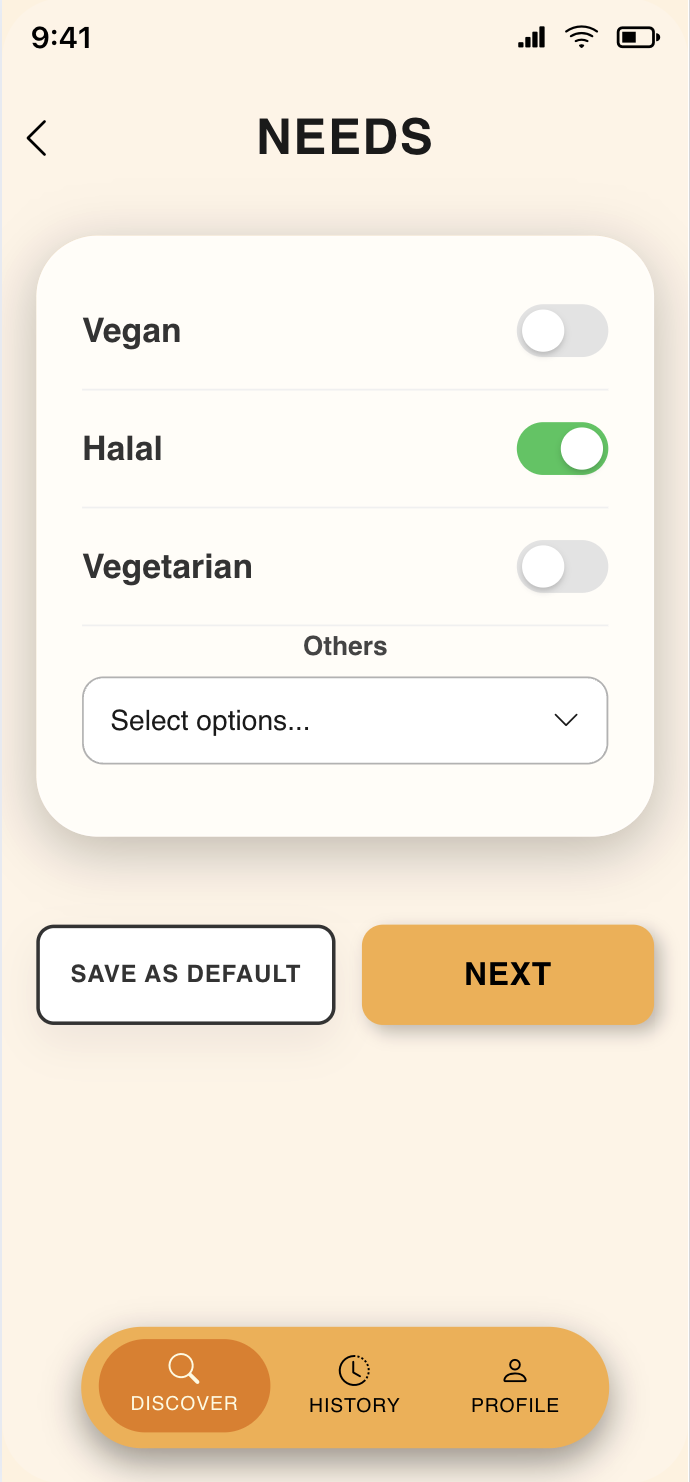 9:41
NEEDS
Vegan
Halal
Vegetarian
Others
Select options...
SAVE AS DEFAULT
NEXT
DISCOVER
HISTORY
PROFILE